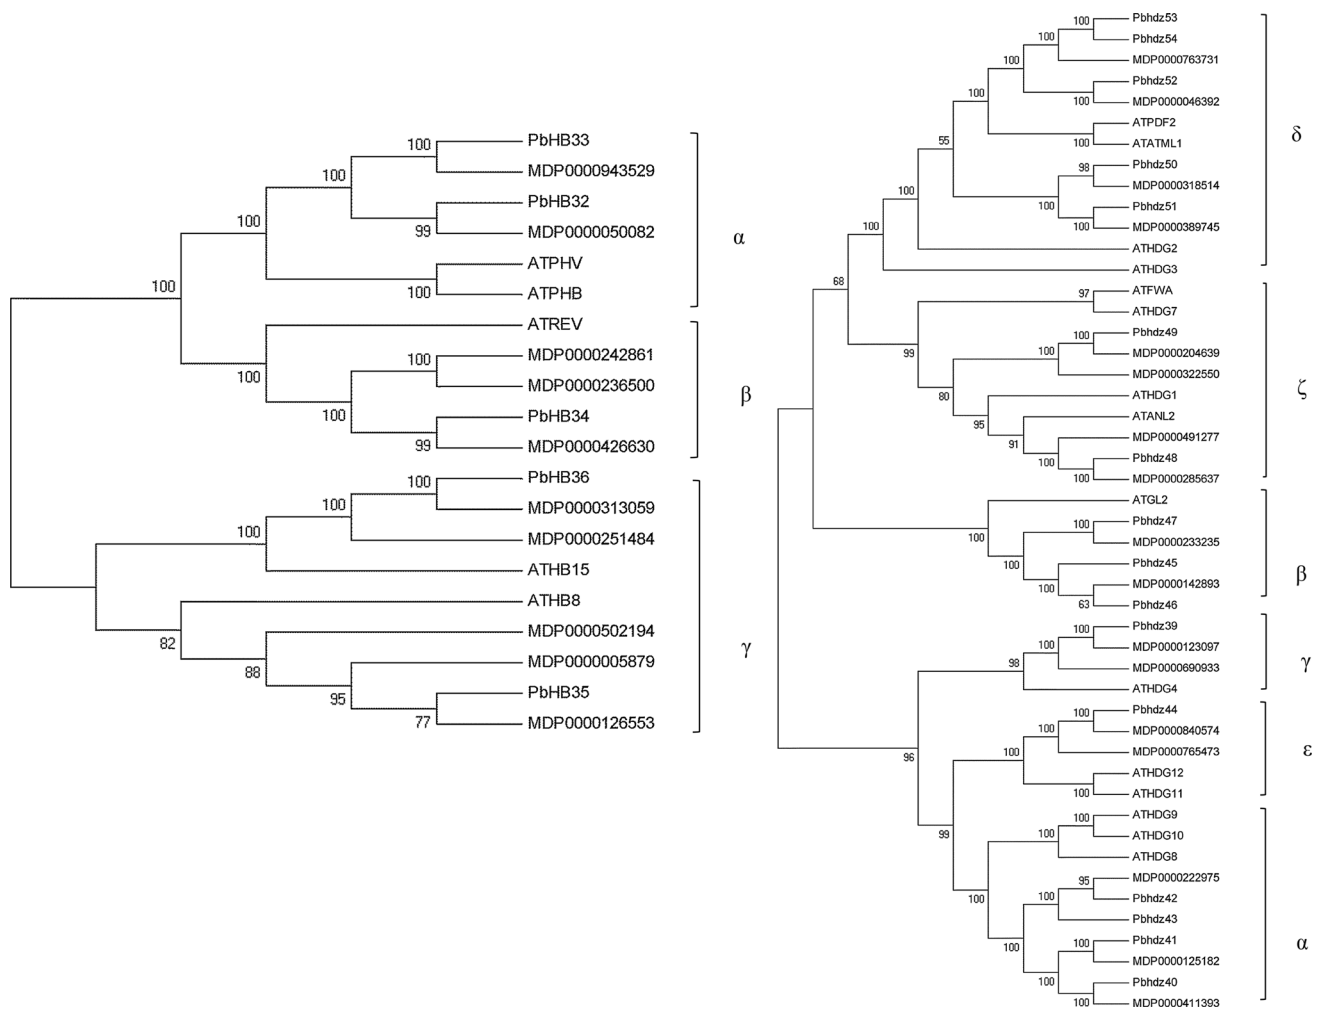 100
PbHB33
MDP0000943529
100
PbHB32
MDP0000050082
99
100
ATPHV
ATPHB
100
α
100
ATREV
MDP0000242861
100
MDP0000236500
100
100
PbHB34
MDP0000426630
99
β
PbHB36
100
MDP0000313059
100
MDP0000251484
100
ATHB15
ATHB8
82
MDP0000502194
88
MDP0000005879
95
PbHB35
77
MDP0000126553
γ
Pbhdz53
100
Pbhdz54
100
MDP0000763731
100
Pbhdz52
100
MDP0000046392
100
ATPDF2
ATATML1
100
55
Pbhdz50
98
MDP0000318514
100
Pbhdz51
MDP0000389745
100
100
ATHDG2
100
ATHDG3
δ
68
ATFWA
97
ATHDG7
99
Pbhdz49
100
MDP0000204639
100
MDP0000322550
80
ATHDG1
95
ATANL2
91
MDP0000491277
100
Pbhdz48
MDP0000285637
100
ζ
ATGL2
100
Pbhdz47
100
MDP0000233235
100
Pbhdz45
100
MDP0000142893
63
Pbhdz46
β
Pbhdz39
100
MDP0000123097
100
MDP0000690933
98
ATHDG4
γ
96
Pbhdz44
100
MDP0000840574
100
MDP0000765473
100
ATHDG12
ATHDG11
100
ε
99
ATHDG9
100
ATHDG10
100
ATHDG8
100
MDP0000222975
95
Pbhdz42
100
Pbhdz43
100
Pbhdz41
100
MDP0000125182
100
Pbhdz40
MDP0000411393
100
α